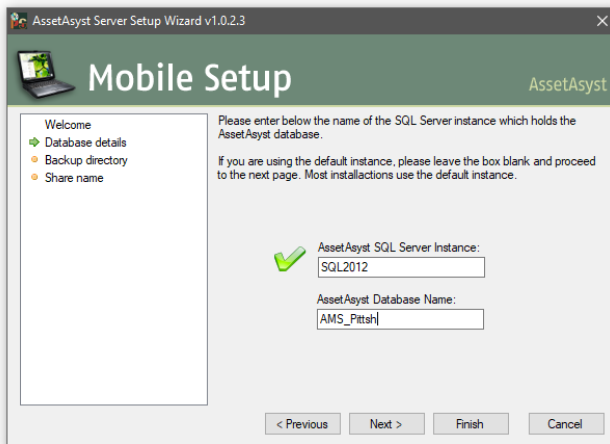 AssetAsyst Server Setup Wizard v1.0.2.3
Mobile Setup
AssetAsyst
Welcome
Database details
Backup directory
Share name
Please enter below the name of the SQL Server instance which holds the
AssetAsyst database.
If you are using the default instance, please leave the box blank and proceed
to the next page. Most installactions use the default instance.
AssetAsyst SQL Server Instance:
SQL2012
AssetAsyst Database Name:
AMS_Pittsh
< Previous
Next >
Finish
Cancel